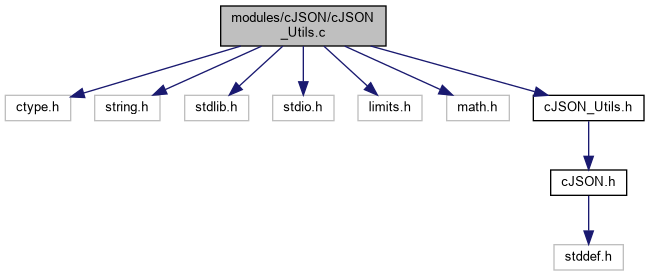 modules/cJSON/cJSON
_Utils.c
ctype.h
string.h
stdlib.h
stdio.h
limits.h
math.h
cJSON_Utils.h
cJSON.h
stddef.h